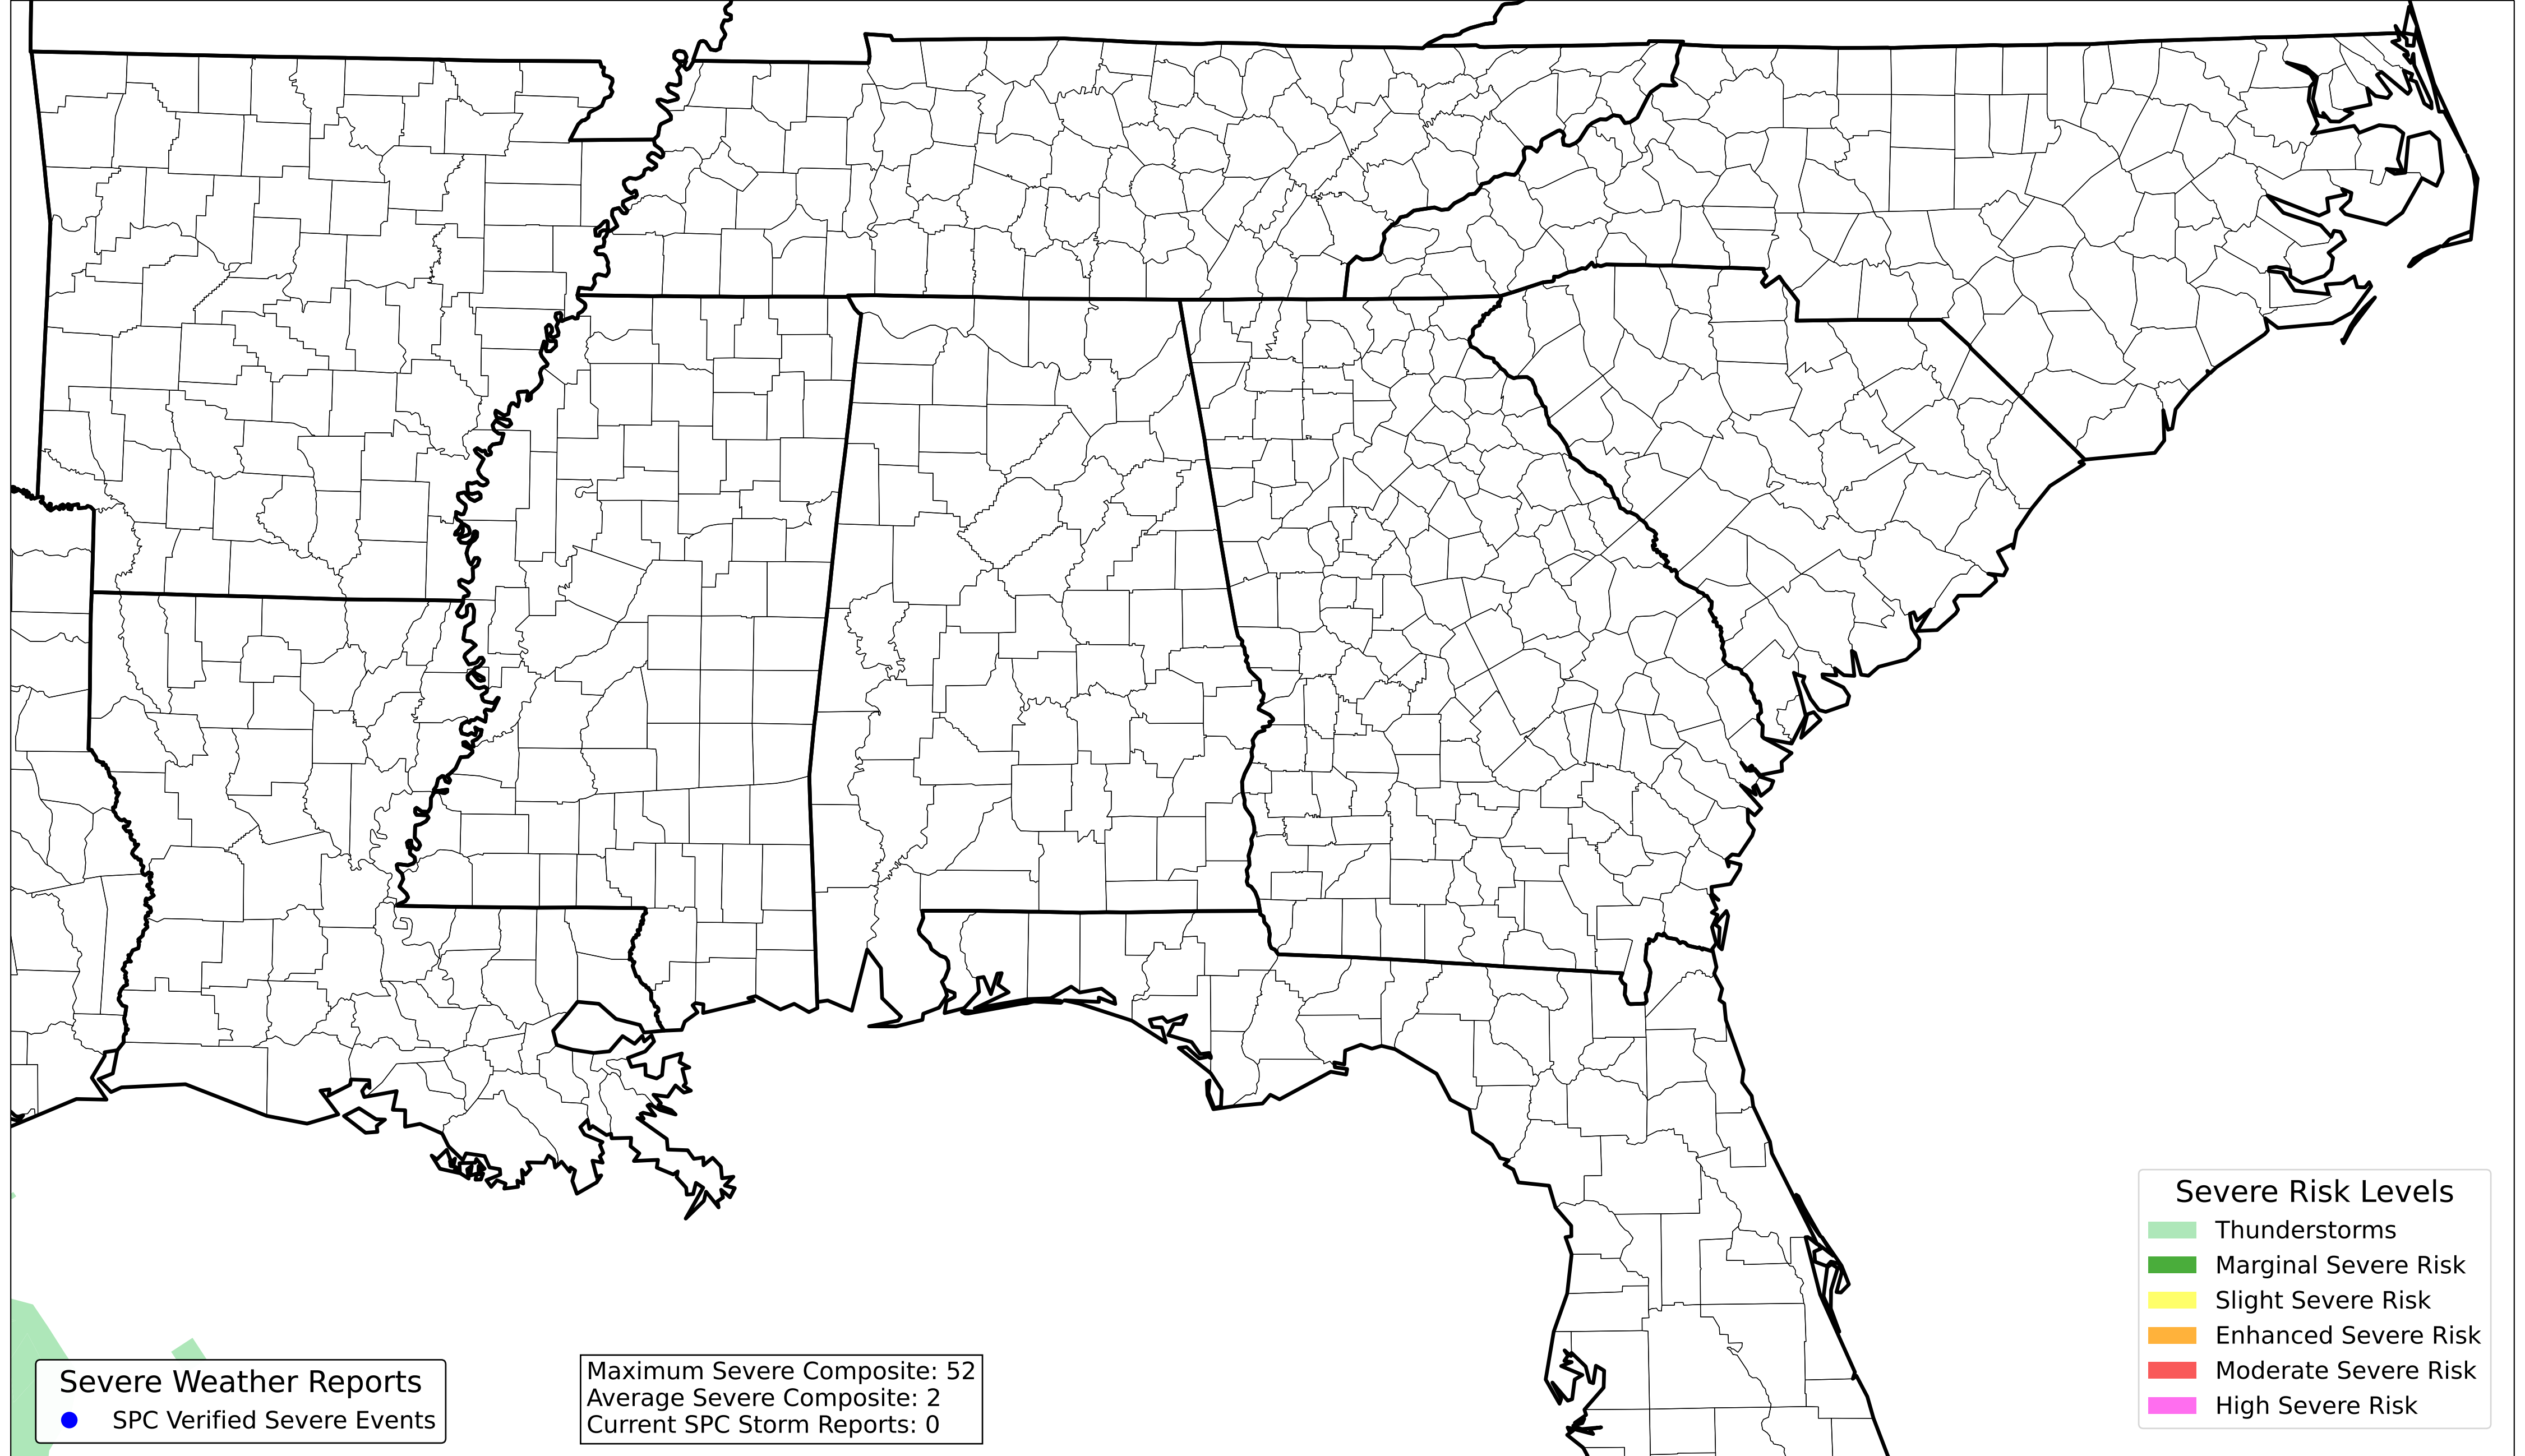 Severe Weather Reports
SPC Verified Severe Events
Maximum Severe Composite: 52
Average Severe Composite: 2
Current SPC Storm Reports: 0
Severe Risk Levels
Thunderstorms
Marginal Severe Risk
Slight Severe Risk
Enhanced Severe Risk
Moderate Severe Risk
High Severe Risk